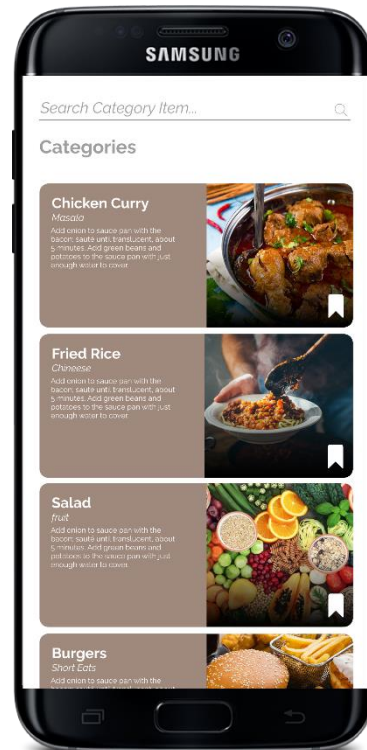 SAMSUNG
Search Category Item...
Categories
Chicken Curry
Masala
Add onion to sauce pan with the
bacon; sauté until translucent, about
5 minutes. Add green beans and
potatoes to the sauce pan with just
enough water to cover.
Fried Rice
Chineese
Add onion to sauce pan with the
bacon; sauté until translucent, about
5 minutes. Add green beans and
potatoes to the sauce pan with just
enough water to cover.
Salad
fruit
Add onion to sauce pan with the
bacon; sauté until translucent, about
5 minutes. Add green beans and
potatoes to the sauce pan with just
enough water to cover.
Burgers
Short Eats
Add onion to sauce pan with the